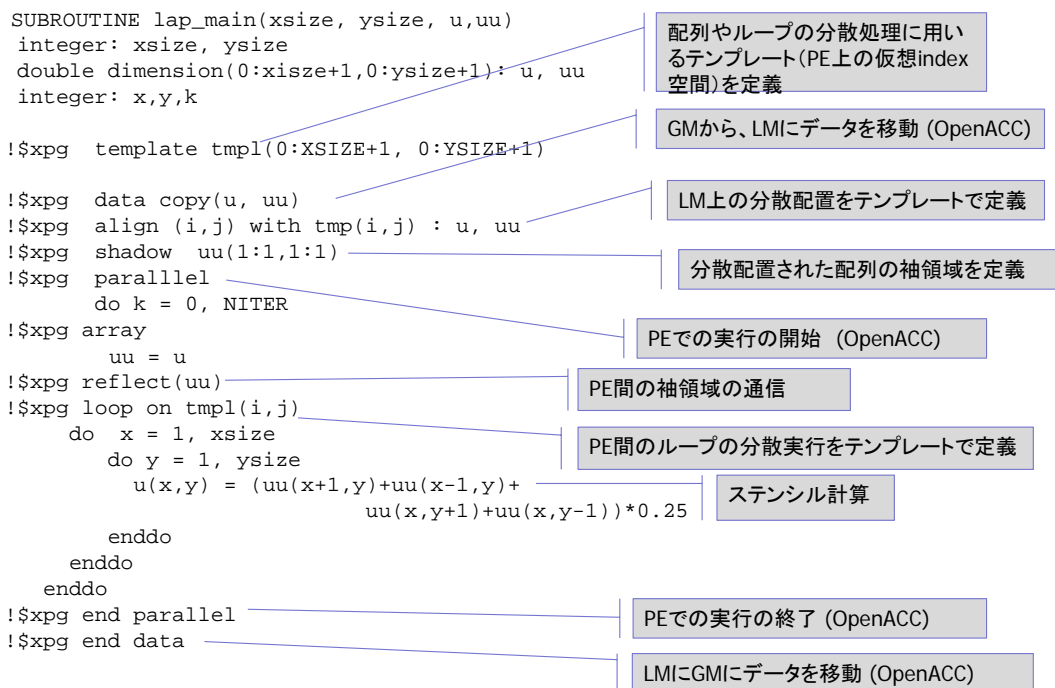 SUBROUTINE lap_main(xsize, ysize, u,uu)
integer: xsize, ysize
double dimension(0:xisze+1,0:ysize+1): u, uu
integer: x,y,k
配列やループの分散処理に用い
るテンプレート(PE上の仮想index
空間)を定義
!$xpg template tmpl(0:XSIZE+1, 0:YSIZE+1)
GMから、LMにデータを移動 (OpenACC)
!$xpg data copy(u, uu)
!$xpg align (i,j) with tmp(i,j) : u, uu
LM上の分散配置をテンプレートで定義
!$xpg shadow uu(1:1,1:1)
分散配置された配列の袖領域を定義
!$xpg paralllel
do k = 0, NITER
PEでの実行の開始 (OpenACC)
!$xpg array
uu = u
!$xpg reflect(uu)
PE間の袖領域の通信
!$xpg loop on tmpl(i,j)
do x = 1, xsize
PE間のループの分散実行をテンプレートで定義
do y = 1, ysize
u(x,y) = (uu(x+1,y)+uu(x-1,y)+
uu(x,y+1)+uu(x,y-1))*0.25
ステンシル計算
enddo
enddo
enddo
!$xpg end parallel
PEでの実行の終了 (OpenACC)
!$xpg end data
LMにGMにデータを移動 (OpenACC)